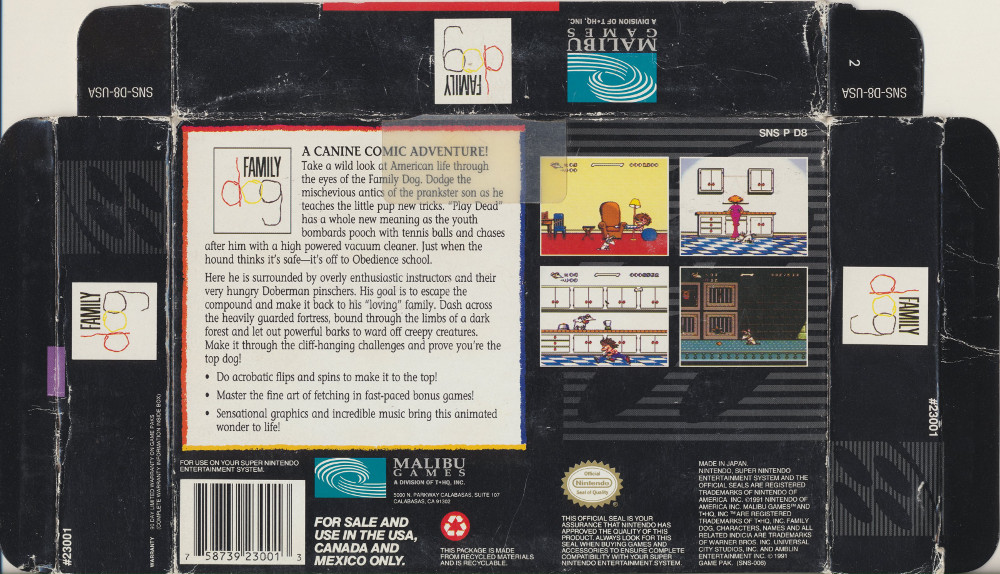 SNS-D8-USA
FAMILY
dog
MALIBU
GAMES
A DIVISION OF T•HQ, INC.
2
SNS-D8-USA
SNS P D8
FAMILY
dog
A CANINE COMIC ADVENTURE!
Take a wild look at American life through
the eyes of the Family Dog. Dodge the
mischevious antics of the prankster son as he
teaches the little pup new tricks. "Play Dead"
has a whole new meaning as the youth
bombards pooch with tennis balls and chases
after him with a high powered vacuum cleaner. Just when the
hound thinks it's safe—it's off to Obedience school.
Here he is surrounded by overly enthusiastic instructors and their
very hungry Doberman pinschers. His goal is to escape the
compound and make it back to his "loving" family. Dash across
the heavily guarded fortress, bound through the limbs of a dark
forest and let out powerful barks to ward off creepy creatures.
Make it through the cliff-hanging challenges and prove you're the
top dog!
• Do acrobatic flips and spins to make it to the top!
• Master the fine art of fetching in fast-paced bonus games!
• Sensational graphics and incredible music bring this animated
wonder to life!
FAMILY
dog
FAMILY
dog
#23001
#23001
WARRANTY 90 DAY LIMITED WARRANTY ON GAME PAKS
COMPLETE WARRANTY INFORMATION INSIDE BOX)
FOR USE ON YOUR SUPER NINTENDO
ENTERTAINMENT SYSTEM.
7 58739 23001 3
MALIBU
GAMES
A DIVISION OF T•HQ, INC.
5000 N. PARKWAY CALABASAS, SUITE 107
CALABASAS, CA 91302
FOR SALE AND
USE IN THE USA,
CANADA AND
MEXICO ONLY.
THIS PACKAGE IS MADE
FROM RECYCLED MATERIALS
AND IS RECYCLABLE.
Official
Nintendo
Seal of Quality
THIS OFFICIAL SEAL IS YOUR
ASSURANCE THAT NINTENDO HAS
APPROVED THE QUALITY OF THIS
PRODUCT. ALWAYS LOOK FOR THIS
SEAL WHEN BUYING GAMES AND
ACCESSORIES TO ENSURE COMPLETE
COMPATIBILITY WITH YOUR SUPER
NINTENDO ENTERTAINMENT SYSTEM.
MADE IN JAPAN.
NINTENDO, SUPER NINTENDO
ENTERTAINMENT SYSTEM AND THE
OFFICIAL SEALS ARE REGISTERED
TRADEMARKS OF NINTENDO OF
AMERICA INC. ©1991 NINTENDO OF
AMERICA INC. MALIBU GAMES™ AND
T•HQ, INC.™ ARE REGISTERED
TRADEMARKS OF T•HQ, INC. FAMILY
DOG, CHARACTERS, NAMES AND ALL
RELATED INDICIA ARE TRADEMARKS
OF WARNER BROS. INC. UNIVERSAL
CITY STUDIOS, INC. AND AMBLIN
ENTERTAINMENT INC. © 1991
GAME PAK. (SNS-006)